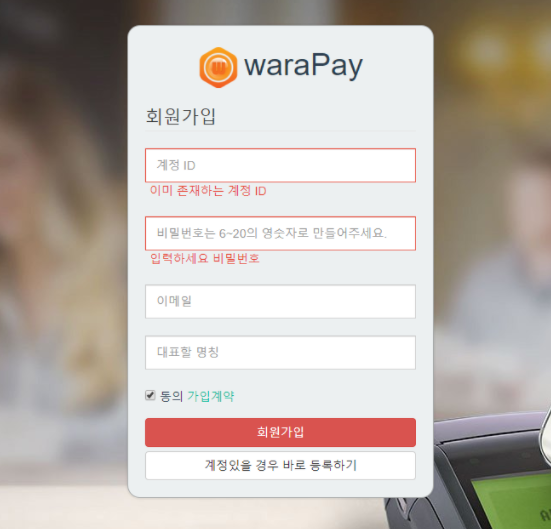 waraPay
회원가입
계정 ID
이미 존재하는 계정 ID
비밀번호는 6~20의 영숫자로 만들어주세요.
입력하세요 비밀번호
이메일
대표할 명칭
동의 가입계약
회원가입
계정있을 경우 바로 등록하기